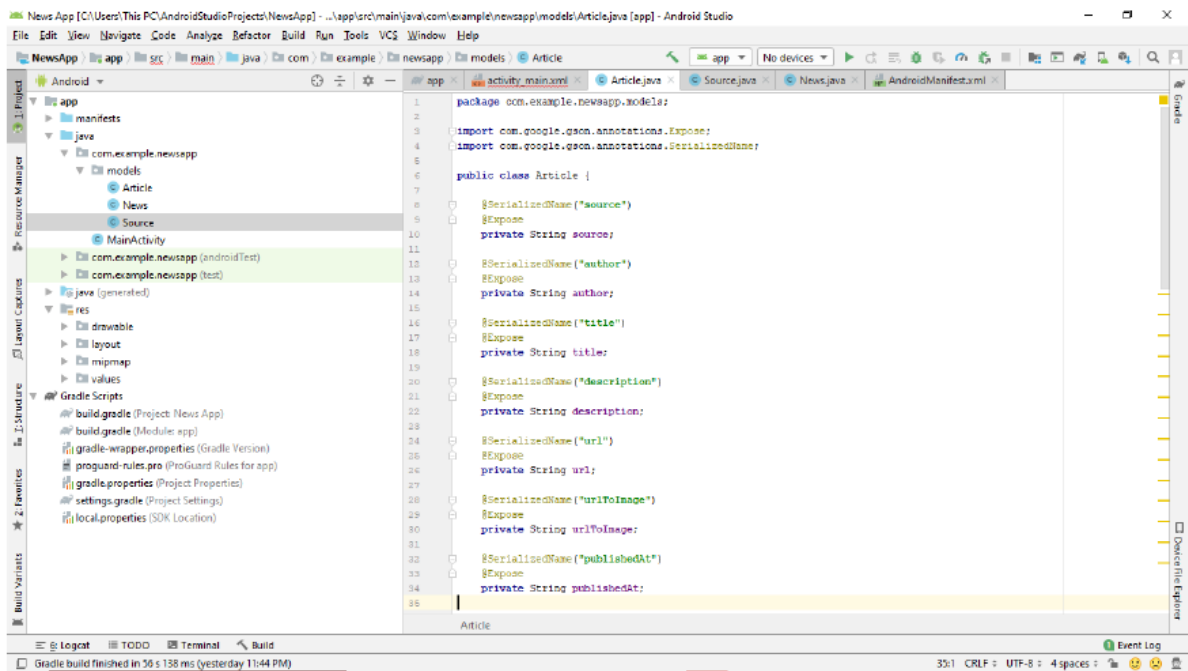 News App [C:\Users\This PC\AndroidStudioProjects\NewsApp] - ...\app\src\main\java\com\example\newsapp\models\Article.java [app] - Android Studio
File Edit View Navigate Code Analyze Refactor Build Run Tools VCS Window Help
NewsApp app src main java com example newsapp models Article app No devices
1: Project
Resource Manager
Layout Captures
7: Structure
2: Favorites
Build Variants
Android
app
manifests
java
com.example.newsapp
models
Article
News
Source
MainActivity
com.example.newsapp (androidTest)
com.example.newsapp (test)
java (generated)
res
drawable
layout
mipmap
values
Gradle Scripts
build.gradle (Project: News App)
build.gradle (Module: app)
gradle-wrapper.properties (Gradle Version)
proguard-rules.pro (ProGuard Rules for app)
gradle.properties (Project Properties)
settings.gradle (Project Settings)
local.properties (SDK Location)
app activity_main.xml Article.java Source.java News.java AndroidManifest.xml
1 package com.example.newsapp.models;
2
3 import com.google.gson.annotations.Expose;
4 import com.google.gson.annotations.SerializedName;
5
6 public class Article {
7
8 @SerializedName("source")
9 @Expose
10 private String source;
11
12 @SerializedName("author")
13 @Expose
14 private String author;
15
16 @SerializedName("title")
17 @Expose
18 private String title;
19
20 @SerializedName("description")
21 @Expose
22 private String description;
23
24 @SerializedName("url")
25 @Expose
26 private String url;
27
28 @SerializedName("urlToImage")
29 @Expose
30 private String urlToImage;
31
32 @SerializedName("publishedAt")
33 @Expose
34 private String publishedAt;
35
Article
Gradle
Device File Explorer
6: Logcat TODO Terminal Build Event Log
Gradle build finished in 56 s 138 ms (yesterday 11:44 PM) 35:1 CRLF UTF-8 4 spaces